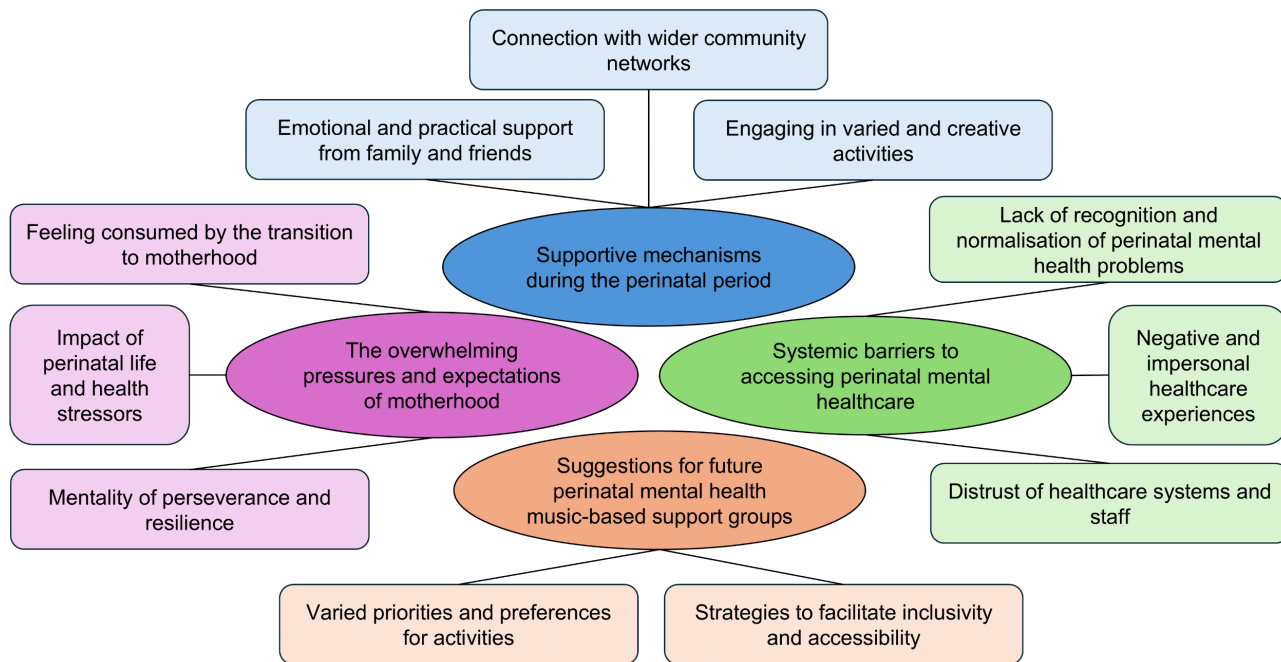 Connection with wider community
networks
Emotional and practical support
from family and friends
Engaging in varied and creative
activities
Supportive mechanisms
during the perinatal period
Feeling consumed by the transition
to motherhood
Impact of
perinatal life
and health
stressors
Mentality of perseverance and
resilience
The overwhelming
pressures and expectations
of motherhood
Systemic barriers to
accessing perinatal mental
healthcare
Lack of recognition and
normalisation of perinatal mental
health problems
Negative and
impersonal
healthcare
experiences
Distrust of healthcare systems and
staff
Suggestions for future
perinatal mental health
music-based support groups
Varied priorities and preferences
for activities
Strategies to facilitate inclusivity
and accessibility